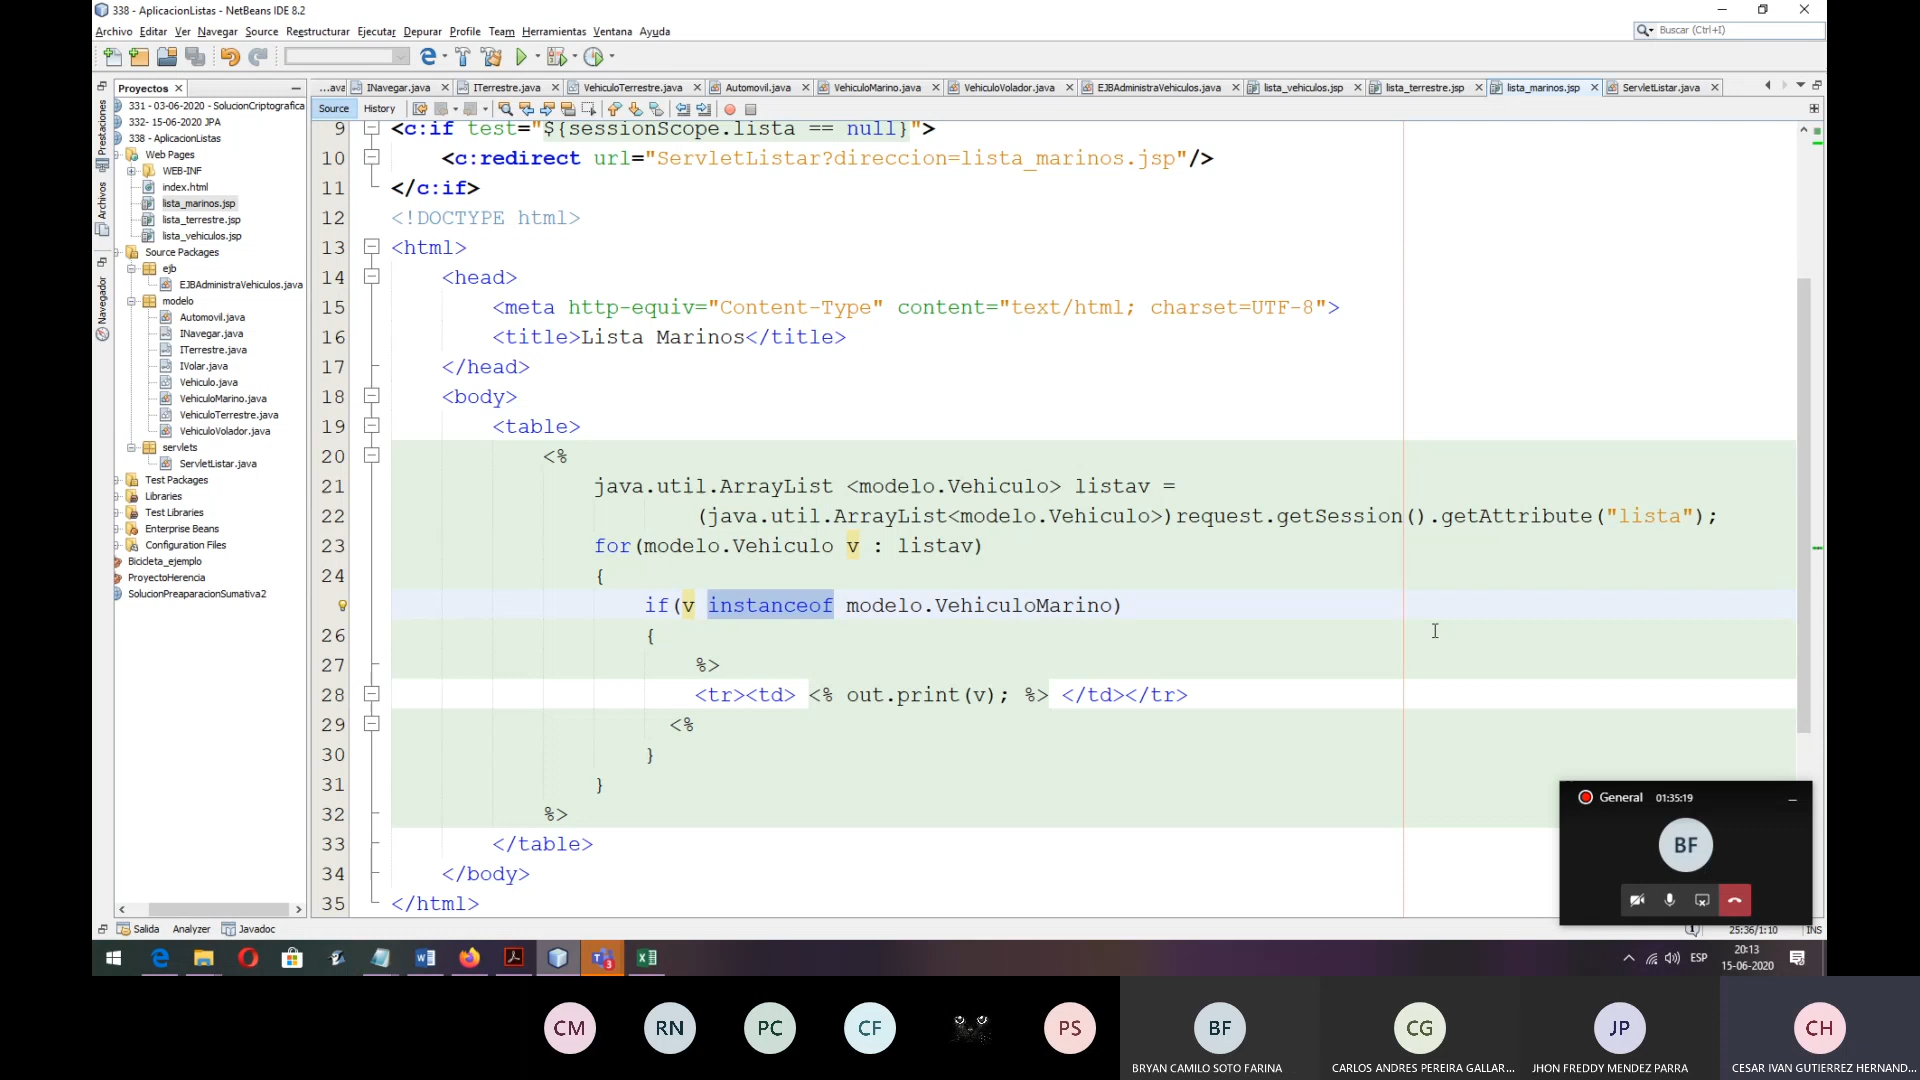 338 - AplicacionListas - NetBeans IDE 8.2
Archivo Editar Ver Navegar Source Reestructurar Ejecutar Depurar Profile Team Herramientas Ventana Ayuda
Buscar (Ctrl+I)
Proyectos
...ava INavegar.java ITerrestre.java VehiculoTerrestre.java Automovil.java VehiculoMarino.java VehiculoVolador.java EJBAdministraVehiculos.java lista_vehiculos.jsp lista_terrestre.jsp lista_marinos.jsp ServletListar.java
Source History
Prestaciones
Archivos
Navegador
331 - 03-06-2020 - SolucionCriptografica
332- 15-06-2020 JPA
338 - AplicacionListas
Web Pages
WEB-INF
index.html
lista_marinos.jsp
lista_terrestre.jsp
lista_vehiculos.jsp
Source Packages
ejb
EJBAdministraVehiculos.java
modelo
Automovil.java
INavegar.java
ITerrestre.java
IVolar.java
Vehiculo.java
VehiculoMarino.java
VehiculoTerrestre.java
VehiculoVolador.java
servlets
ServletListar.java
Test Packages
Libraries
Test Libraries
Enterprise Beans
Configuration Files
Bicicleta_ejemplo
ProyectoHerencia
SolucionPreaparacionSumativa2
9 <c:if test="${sessionScope.lista == null}">
10 <c:redirect url="ServletListar?direccion=lista_marinos.jsp"/>
11 </c:if>
12 <!DOCTYPE html>
13 <html>
14 <head>
15 <meta http-equiv="Content-Type" content="text/html; charset=UTF-8">
16 <title>Lista Marinos</title>
17 </head>
18 <body>
19 <table>
20 <%
21 java.util.ArrayList <modelo.Vehiculo> listav =
22 (java.util.ArrayList<modelo.Vehiculo>)request.getSession().getAttribute("lista");
23 for(modelo.Vehiculo v : listav)
24 {
if(v instanceof modelo.VehiculoMarino)
26 {
27 %>
28 <tr><td> <% out.print(v); %> </td></tr>
29 <%
30 }
31 }
32 %>
33 </table>
34 </body>
35 </html>
General 01:35:19
BF
Salida Analyzer Javadoc
25:36/1:10 INS
ESP
20:13
15-06-2020
3
CM RN PC CF PS BF CG JP CH
BRYAN CAMILO SOTO FARINA CARLOS ANDRES PEREIRA GALLAR... JHON FREDDY MENDEZ PARRA CESAR IVAN GUTIERREZ HERNAND...